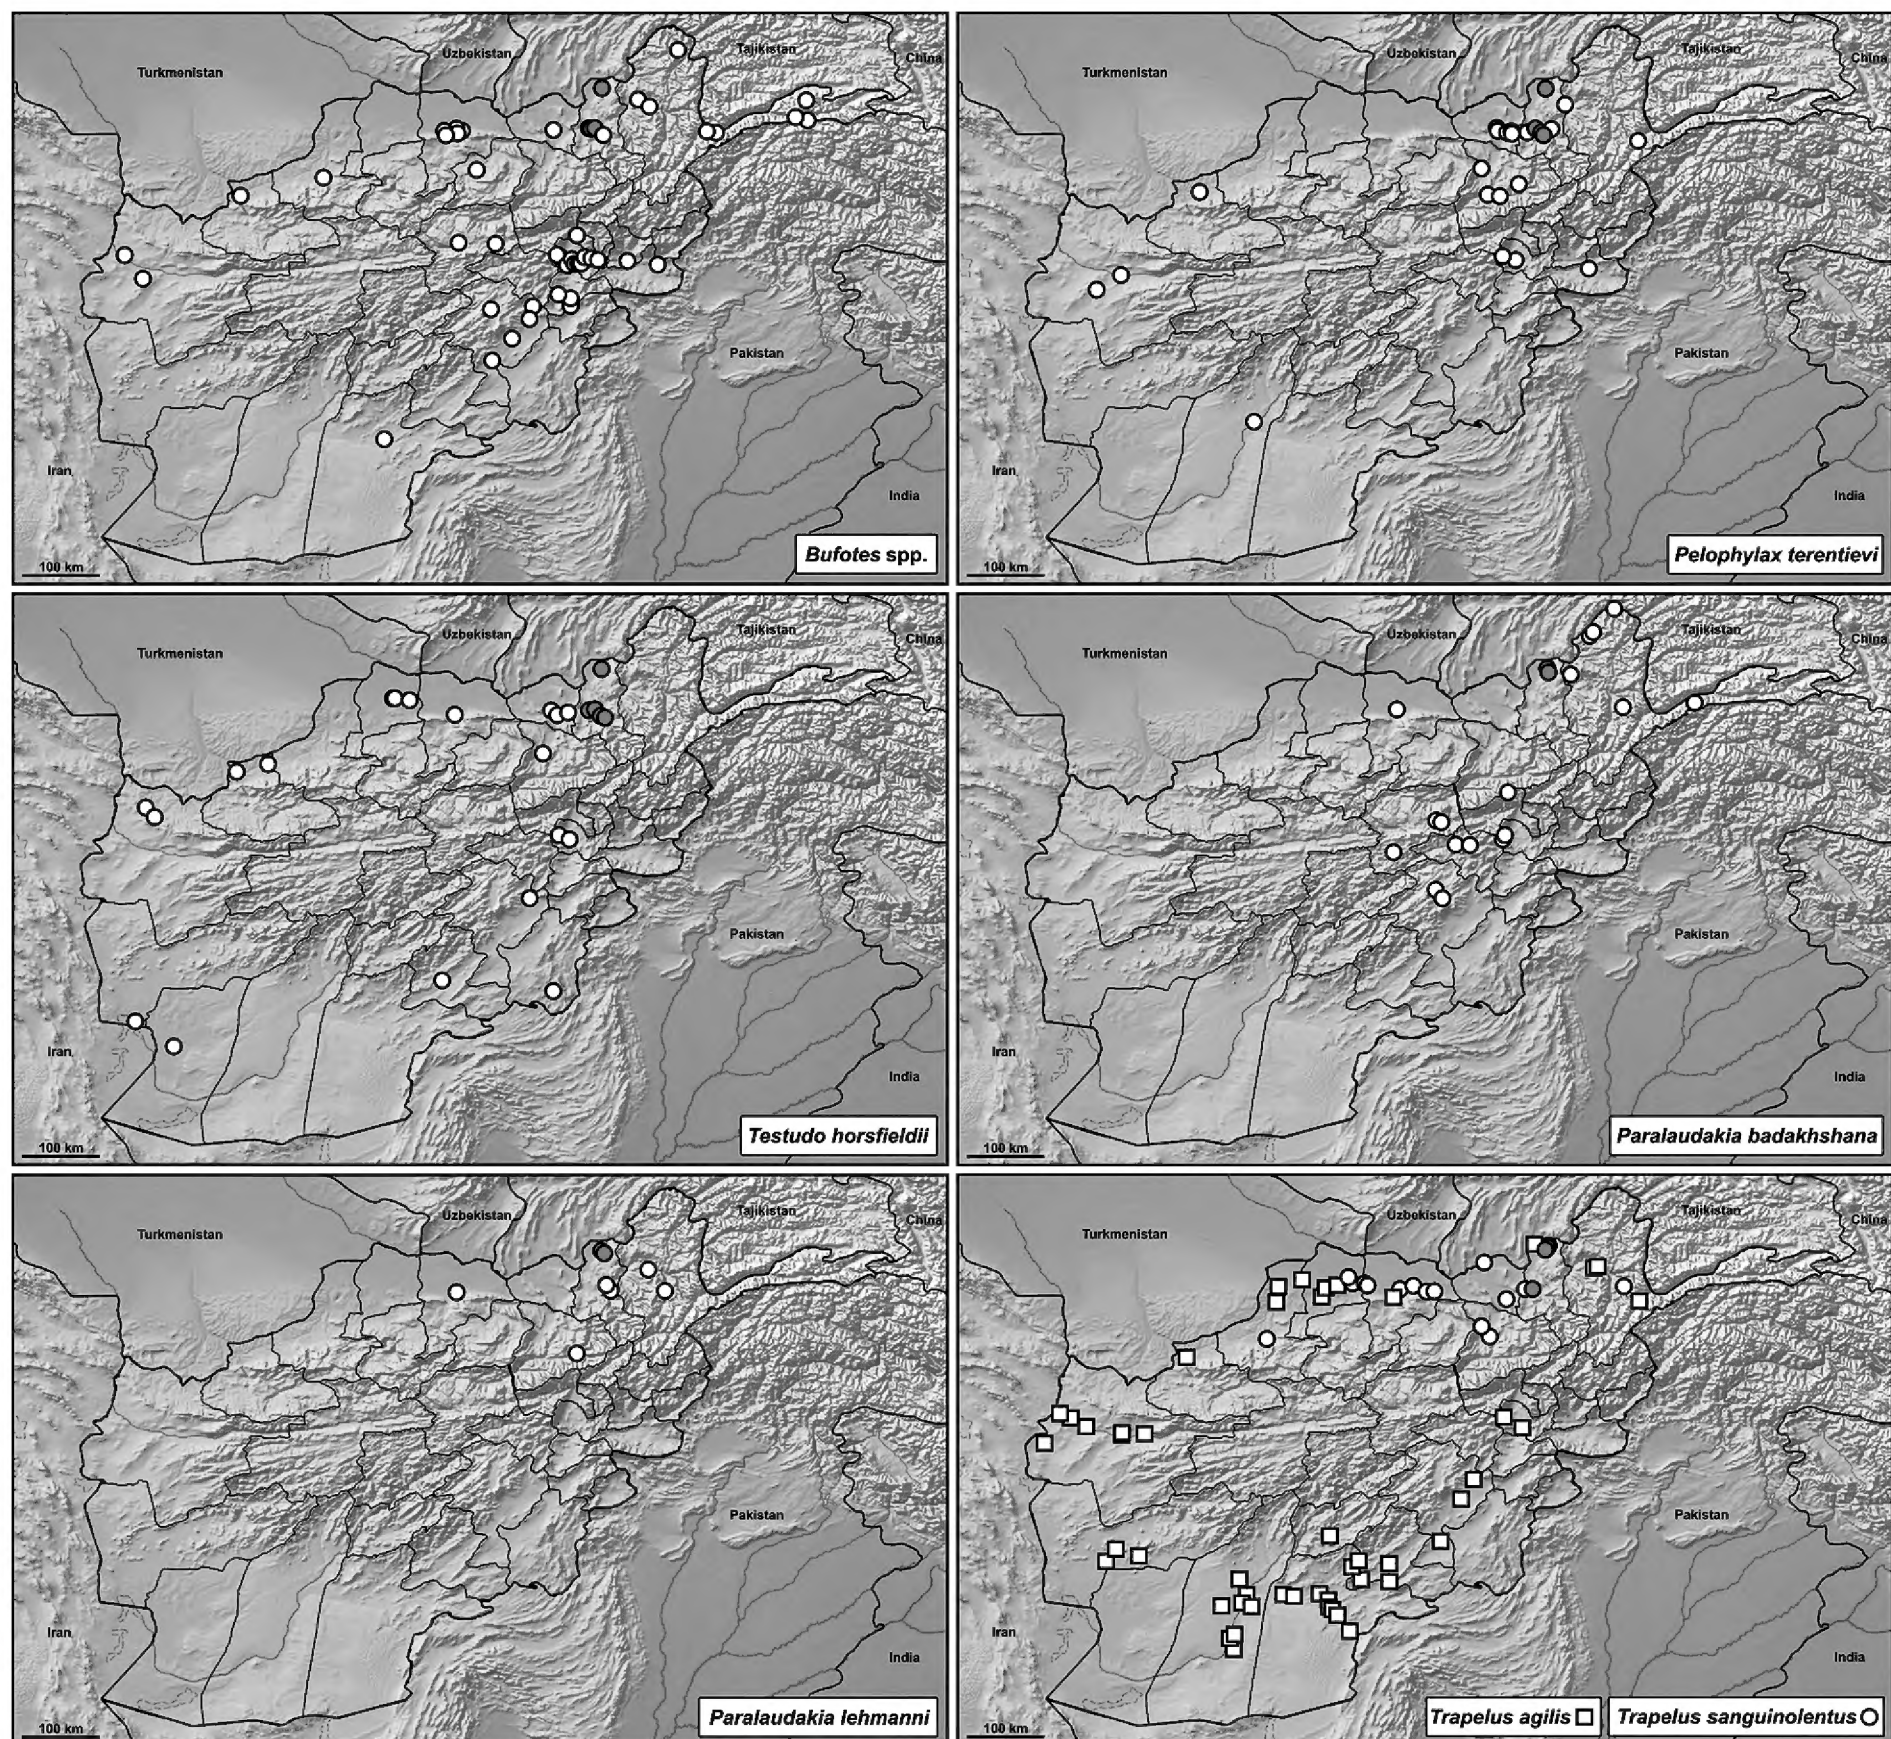 Turkmenistan
Uzbekistan
Tajikistan
China
Iran
Pakistan
India
100 km
Bufotes spp.
Turkmenistan
Uzbekistan
Tajikistan
China
Iran
Pakistan
India
100 km
Pelophylax terentievi
Turkmenistan
Uzbekistan
Tajikistan
China
Iran
Pakistan
India
100 km
Testudo horsfieldii
Turkmenistan
Uzbekistan
Tajikistan
China
Iran
Pakistan
India
100 km
Paralaudakia badakhshana
Turkmenistan
Uzbekistan
Tajikistan
China
Iran
Pakistan
India
100 km
Paralaudakia lehmanni
Turkmenistan
Uzbekistan
Tajikistan
China
Iran
Pakistan
India
100 km
Trapelus agilis
Trapelus sanguinolentus